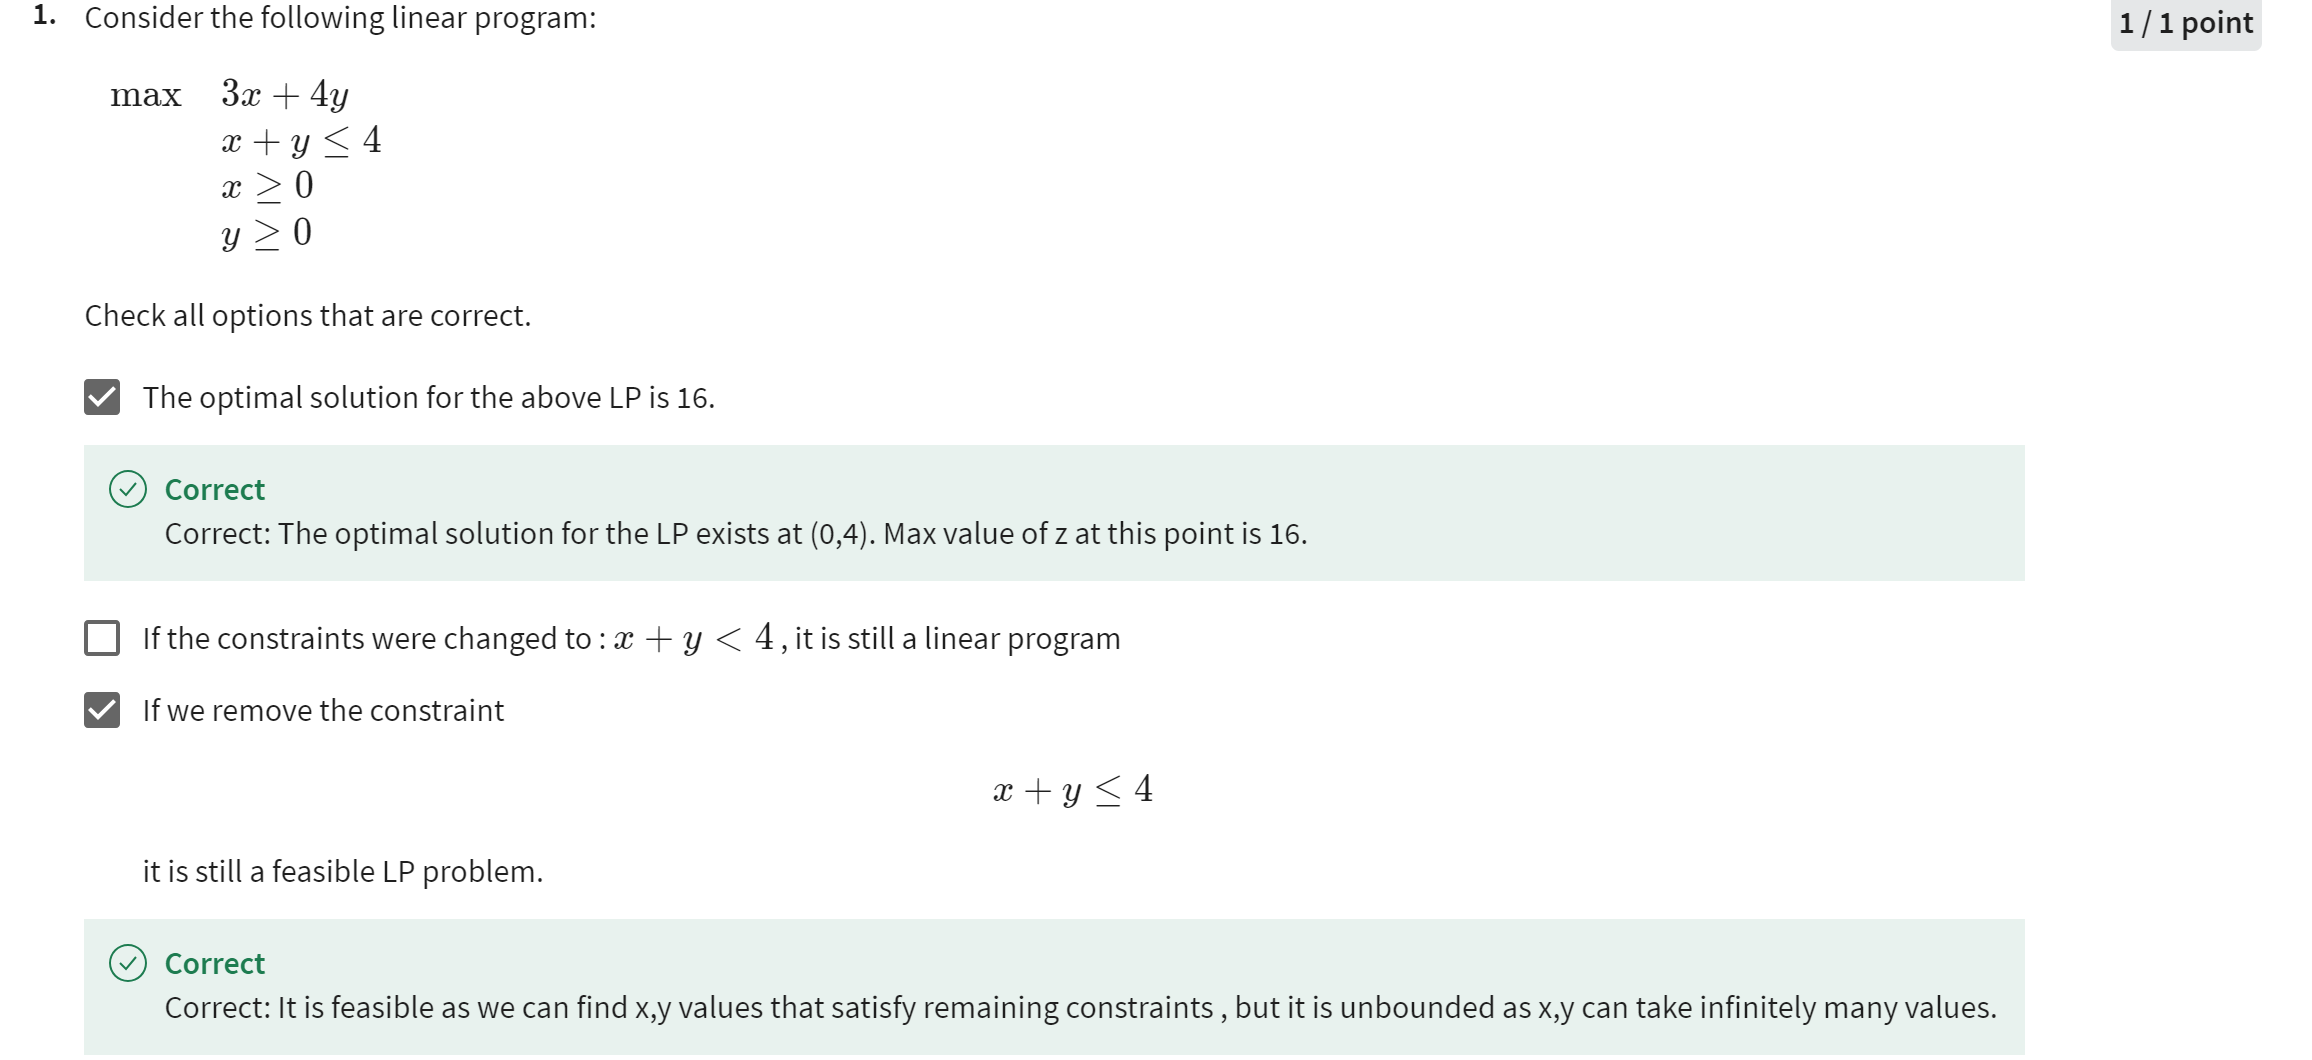 1. Consider the following linear program:
1 / 1 point
max 3x + 4y
x + y ≤ 4
x ≥ 0
y ≥ 0
Check all options that are correct.
The optimal solution for the above LP is 16.
Correct
Correct: The optimal solution for the LP exists at (0,4). Max value of z at this point is 16.
If the constraints were changed to : x + y < 4 , it is still a linear program
If we remove the constraint
x + y ≤ 4
it is still a feasible LP problem.
Correct
Correct: It is feasible as we can find x,y values that satisfy remaining constraints , but it is unbounded as x,y can take infinitely many values.